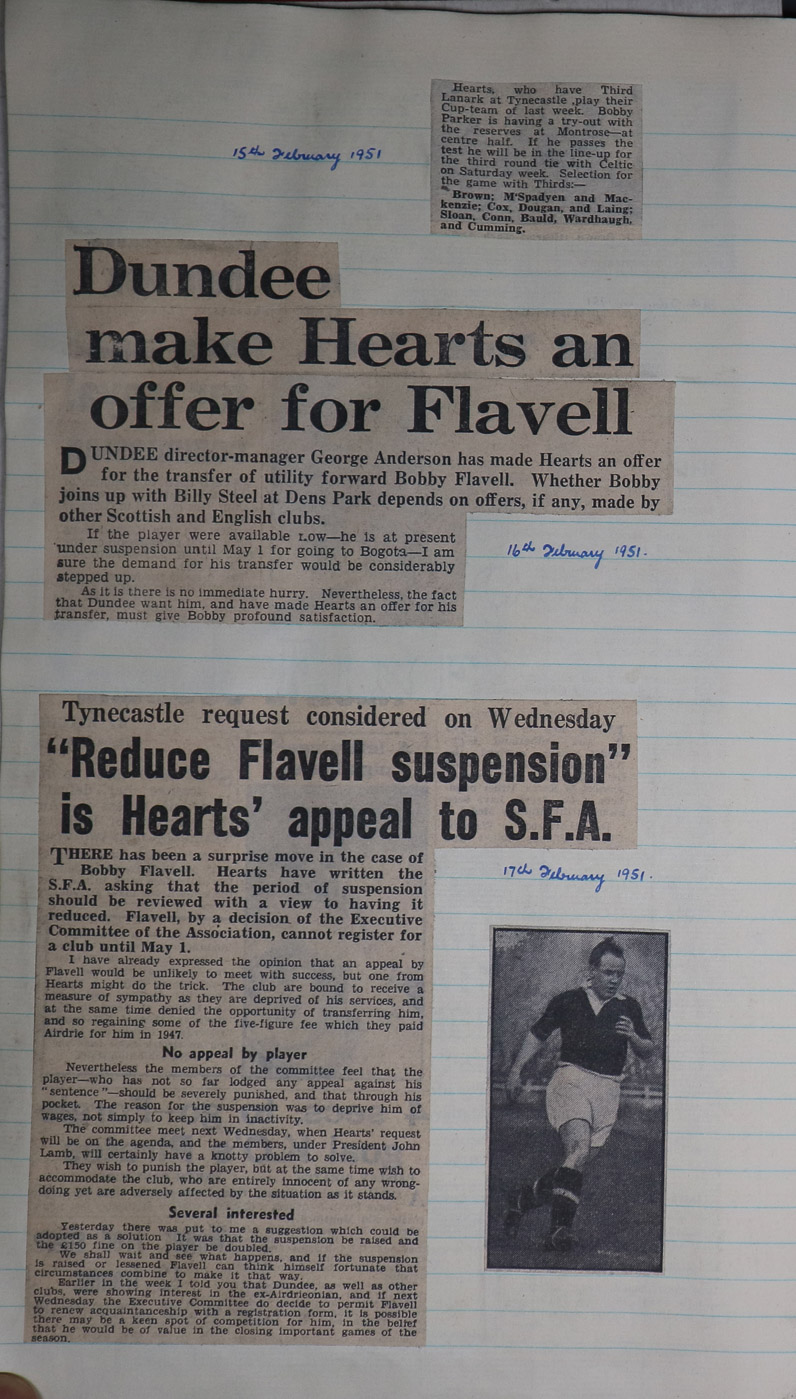 Hearts, who have Third
Lanark at Tynecastle ,play their
Cup-team of last week. Bobby
Parker is having a try-out with
the reserves at Montrose—at
centre half. If he passes the
test he will be in the line-up for
the third round tie with Celtic
on Saturday week. Selection for
the game with Thirds:—
Brown; M'Spadyen and Mac-
kenzie; Cox, Dougan, and Laing;
Sloan, Conn, Bauld, Wardhaugh,
and Cumming.
15th February 1951
Dundee
make Hearts an
offer for Flavell
DUNDEE director-manager George Anderson has made Hearts an offer
for the transfer of utility forward Bobby Flavell. Whether Bobby
joins up with Billy Steel at Dens Park depends on offers, if any, made by
other Scottish and English clubs.
If the player were available now—he is at present
under suspension until May 1 for going to Bogota—I am
sure the demand for his transfer would be considerably
stepped up.
As it is there is no immediate hurry. Nevertheless, the fact
that Dundee want him, and have made Hearts an offer for his
transfer, must give Bobby profound satisfaction.
16th February 1951.
Tynecastle request considered on Wednesday
“Reduce Flavell suspension”
is Hearts’ appeal to S.F.A.
THERE has been a surprise move in the case of
Bobby Flavell. Hearts have written the
S.F.A. asking that the period of suspension
should be reviewed with a view to having it
reduced. Flavell, by a decision of the Executive
Committee of the Association, cannot register for
a club until May 1.
I have already expressed the opinion that an appeal by
Flavell would be unlikely to meet with success, but one from
Hearts might do the trick. The club are bound to receive a
measure of sympathy as they are deprived of his services, and
at the same time denied the opportunity of transferring him,
and so regaining some of the five-figure fee which they paid
Airdrie for him in 1947.
No appeal by player
Nevertheless the members of the committee feel that the
player—who has not so far lodged any appeal against his
“sentence”—should be severely punished, and that through his
pocket. The reason for the suspension was to deprive him of
wages, not simply to keep him in inactivity.
The committee meet next Wednesday, when Hearts’ request
will be on the agenda, and the members, under President John
Lamb, will certainly have a knotty problem to solve.
They wish to punish the player, but at the same time wish to
accommodate the club, who are entirely innocent of any wrong-
doing yet are adversely affected by the situation as it stands.
Several interested
Yesterday there was put to me a suggestion which could be
adopted as a solution It was that the suspension be raised and
the £150 fine on the player be doubled.
We shall wait and see what happens, and if the suspension
is raised or lessened Flavell can think himself fortunate that
circumstances combine to make it that way.
Earlier in the week I told you that Dundee, as well as other
clubs, were showing interest in the ex-Airdrieonian, and if next
Wednesday the Executive Committee do decide to permit Flavell
to renew acquaintanceship with a registration form, it is possible
there may be a keen spot of competition for him, in the belief
that he would be of value in the closing important games of the
season.
17th February 1951.